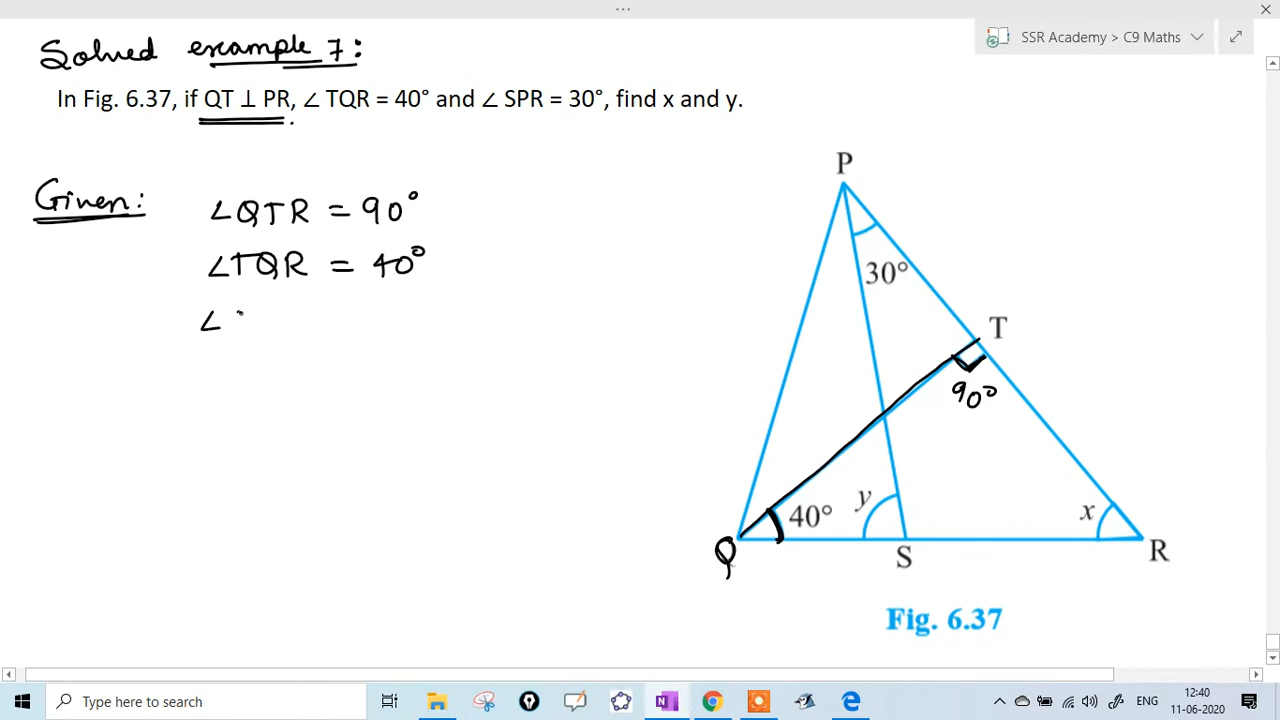 SSR Academy > C9 Maths
Solved example 7:
In Fig. 6.37, if QT ⊥ PR, ∠ TQR = 40° and ∠ SPR = 30°, find x and y.
Given: ∠QTR = 90°
∠TQR = 40°
∠
P
30°
T
90°
40°
y
x
Q
S
R
Fig. 6.37
Type here to search
ENG
12:40
11-06-2020